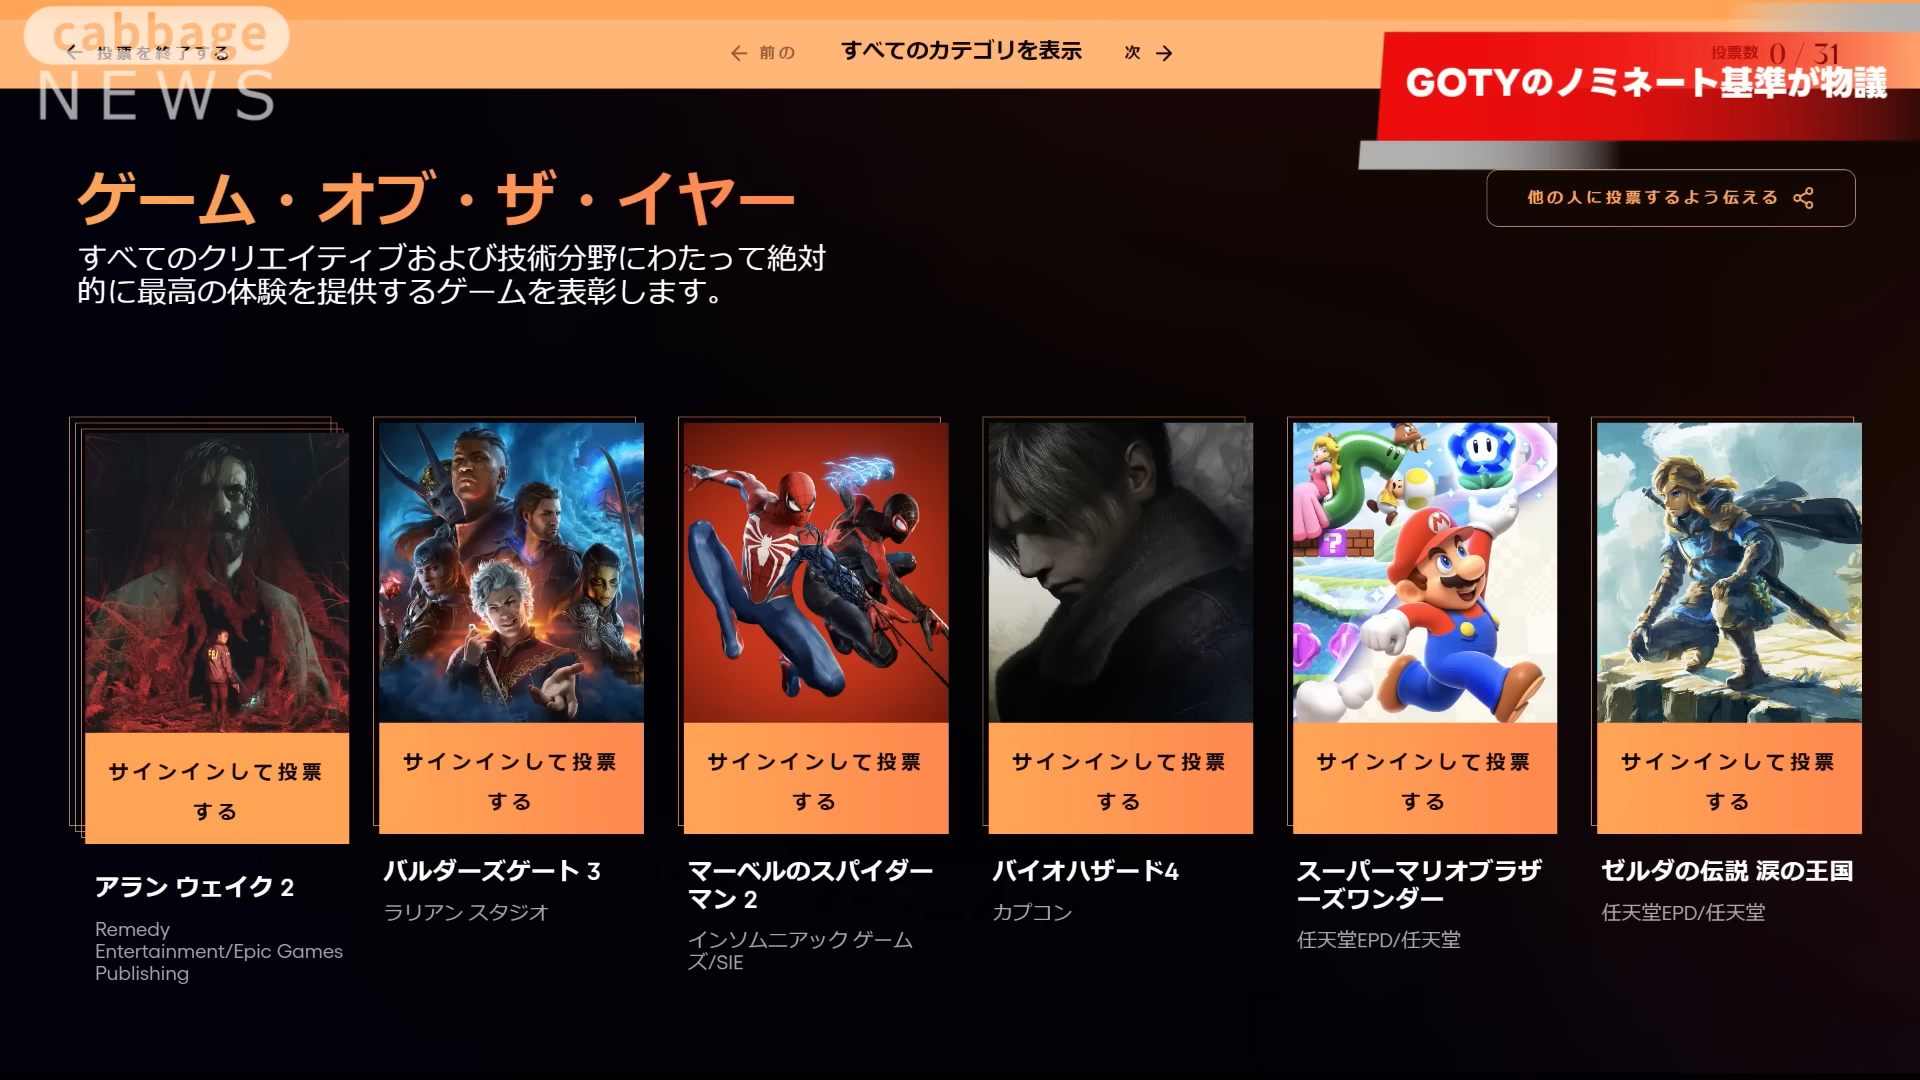 cabbage
NEWS
← 投票を終了する
← 前の
すべてのカテゴリを表示
次 →
投票数 0 / 31
GOTYのノミネート基準が物議
ゲーム・オブ・ザ・イヤー
すべてのクリエイティブおよび技術分野にわたって絶対
的に最高の体験を提供するゲームを表彰します。
他の人に投票するよう伝える
サインインして投票
する
サインインして投票
する
サインインして投票
する
サインインして投票
する
サインインして投票
する
サインインして投票
する
アラン ウェイク 2
Remedy
Entertainment/Epic Games
Publishing
バルダーズゲート 3
ラリアン スタジオ
マーベルのスパイダー
マン 2
インソムニアック ゲーム
ズ/SIE
バイオハザード4
カプコン
スーパーマリオブラザ
ーズワンダー
任天堂EPD/任天堂
ゼルダの伝説 涙の王国
任天堂EPD/任天堂